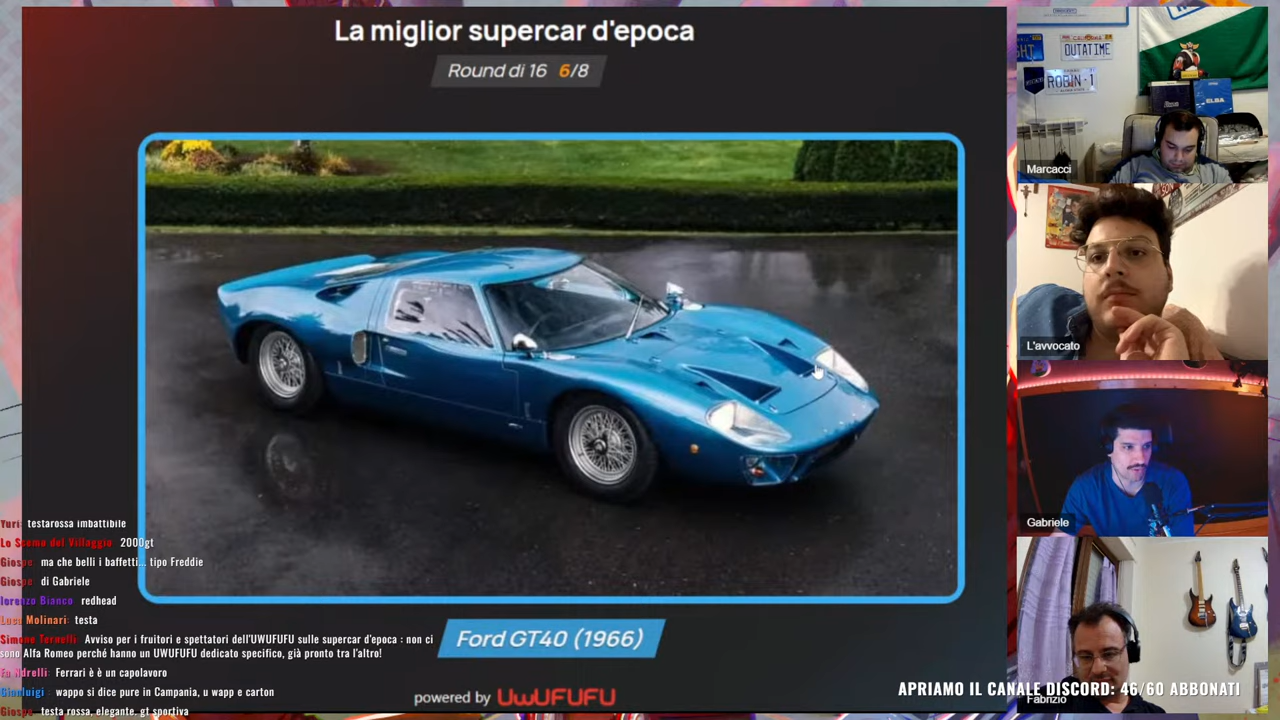 La miglior supercar d'epoca
Round di 16 6/8
Ford GT40 (1966)
powered by UwUFUFU
Yuri: testarossa imbattibile
Lo Scemo del Villaggio 2000gt
Giospe ma che belli i baffetti... tipo Freddie
Giospe di Gabriele
lorenzo Bianco redhead
Luca Molinari: testa
Simone Ternelli: Avviso per i fruitori e spettatori dell'UWUFUFU sulle supercar d'epoca : non ci
sono Alfa Romeo perché hanno un UWUFUFU dedicato specifico, già pronto tra l'altro!
Fa Ndrelli: Ferrari è è un capolavoro
Gianluigi: wappo si dice pure in Campania, u wapp e carton
Giospe testa rossa. elegante. gt sportiva
OUTATIME
ROBIN-1
ELBA
Marcacci
L'avvocato
Gabriele
APRIAMO IL CANALE DISCORD: 46/60 ABBONATI
Fabrizio